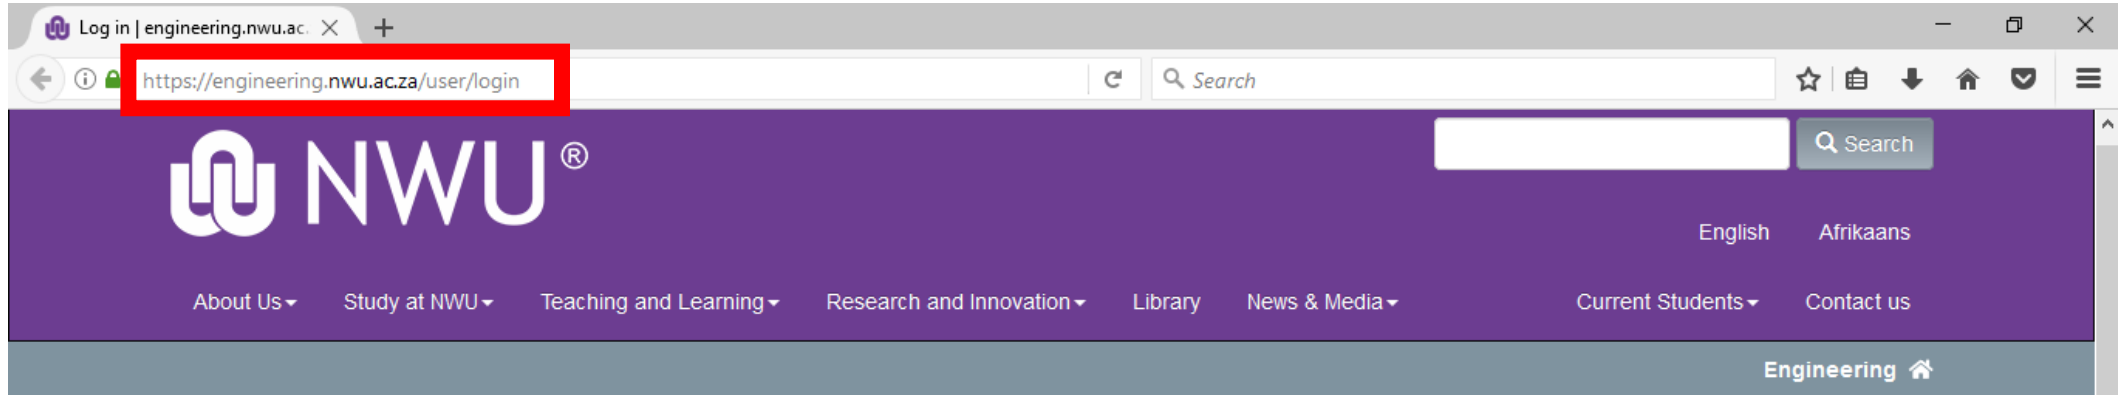 Log in | engineering.nwu.ac.
https://engineering.nwu.ac.za/user/login
Search
NWU®
Search
English Afrikaans
About Us Study at NWU Teaching and Learning Research and Innovation Library News & Media Current Students Contact us
Engineering